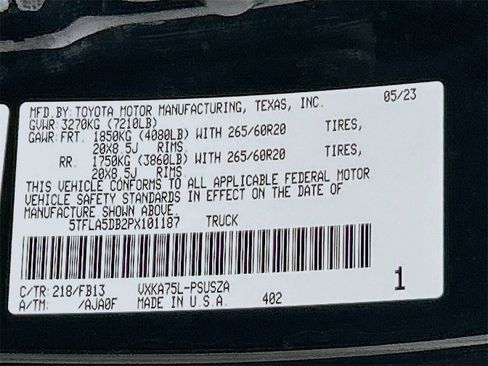 MFD. BY: TOYOTA MOTOR MANUFACTURING, TEXAS, INC. 05/23
GVWR: 3270KG (7210LB)
GAWR: FRT. 1850KG (4080LB) WITH 265/60R20 TIRES,
20X8.5J RIMS.
RR. 1750KG (3860LB) WITH 265/60R20 TIRES,
20X8.5J RIMS.
THIS VEHICLE CONFORMS TO ALL APPLICABLE FEDERAL MOTOR
VEHICLE SAFETY STANDARDS IN EFFECT ON THE DATE OF
MANUFACTURE SHOWN ABOVE.
5TFLA5DB2PX101187 TRUCK
C/TR: 218/FB13 VXKA75L-PSUSZA
A/TM: /AJA0F MADE IN U.S.A. 402 1